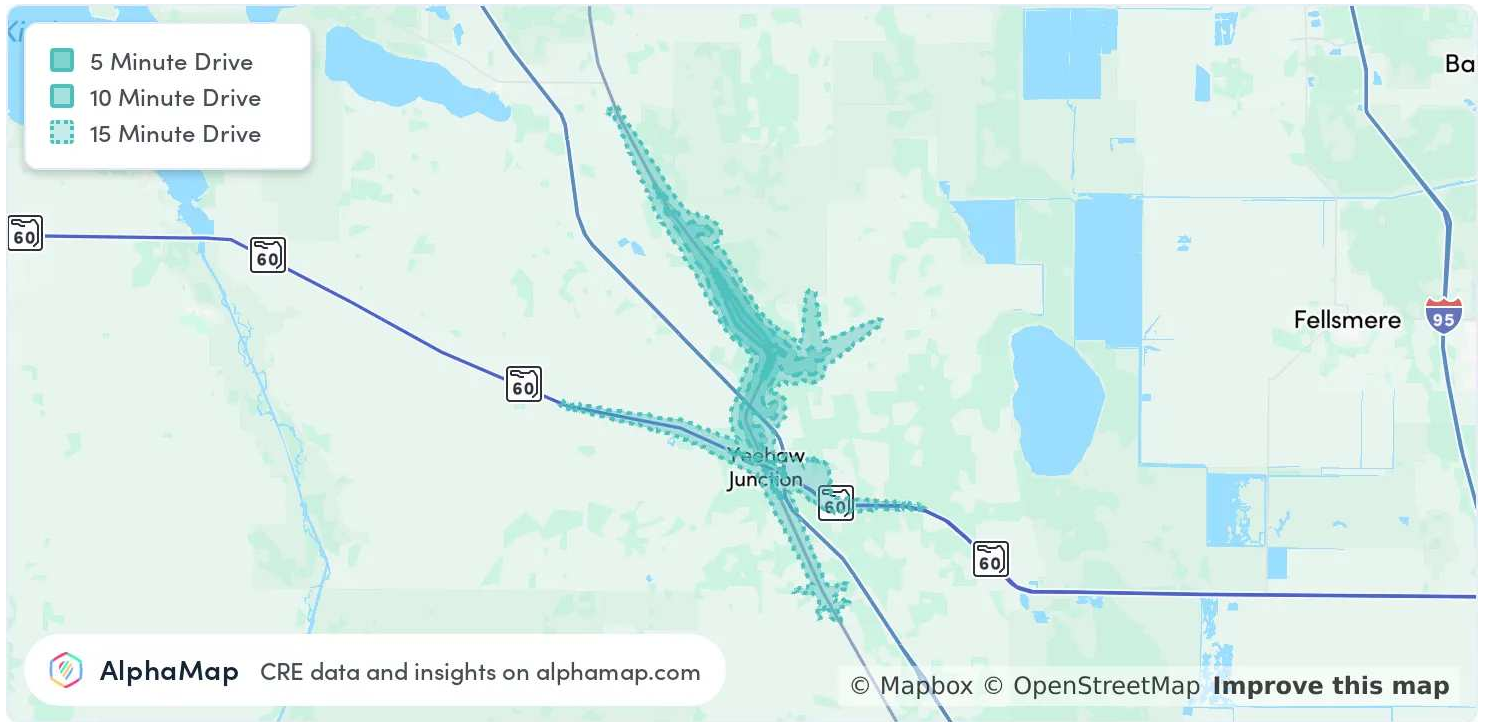 5 Minute Drive
10 Minute Drive
15 Minute Drive
Ba
60
60
Fellsmere
95
60
Yeehaw
Junction
60
60
AlphaMap CRE data and insights on alphamap.com
© Mapbox © OpenStreetMap Improve this map